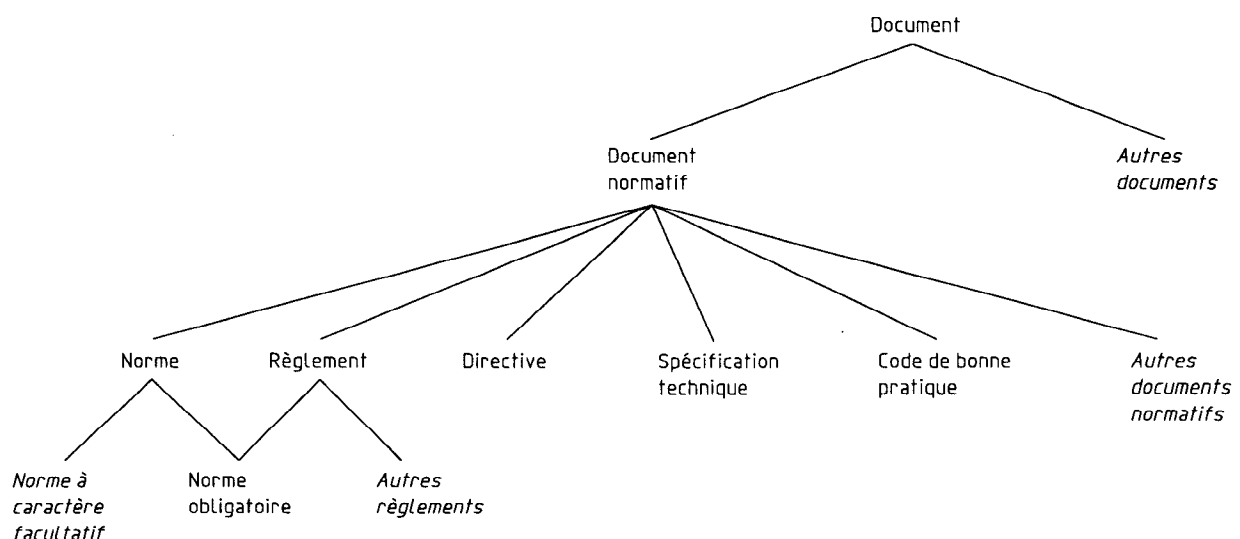 Document
Document
normatif
Autres
documents
Norme
Règlement
Directive
Spécification
technique
Code de bonne
pratique
Autres
documents
normatifs
Norme à
caractère
facultatif
Norme
obligatoire
Autres
règlements